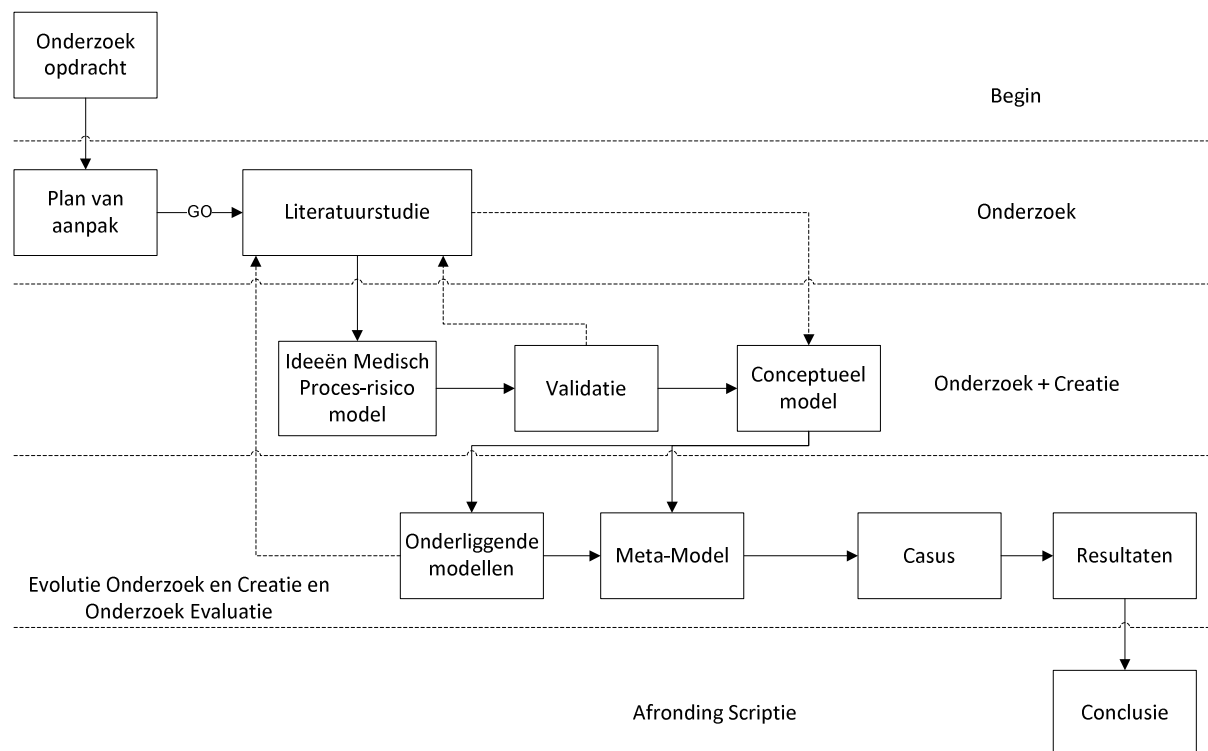 Onderzoek
opdracht
Begin
Plan van
aanpak
GO
Literatuurstudie
Onderzoek
Ideeën Medisch
Proces-risico
model
Validatie
Conceptueel
model
Onderzoek + Creatie
Onderliggende
modellen
Meta-Model
Casus
Resultaten
Evolutie Onderzoek en Creatie en
Onderzoek Evaluatie
Afronding Scriptie
Conclusie